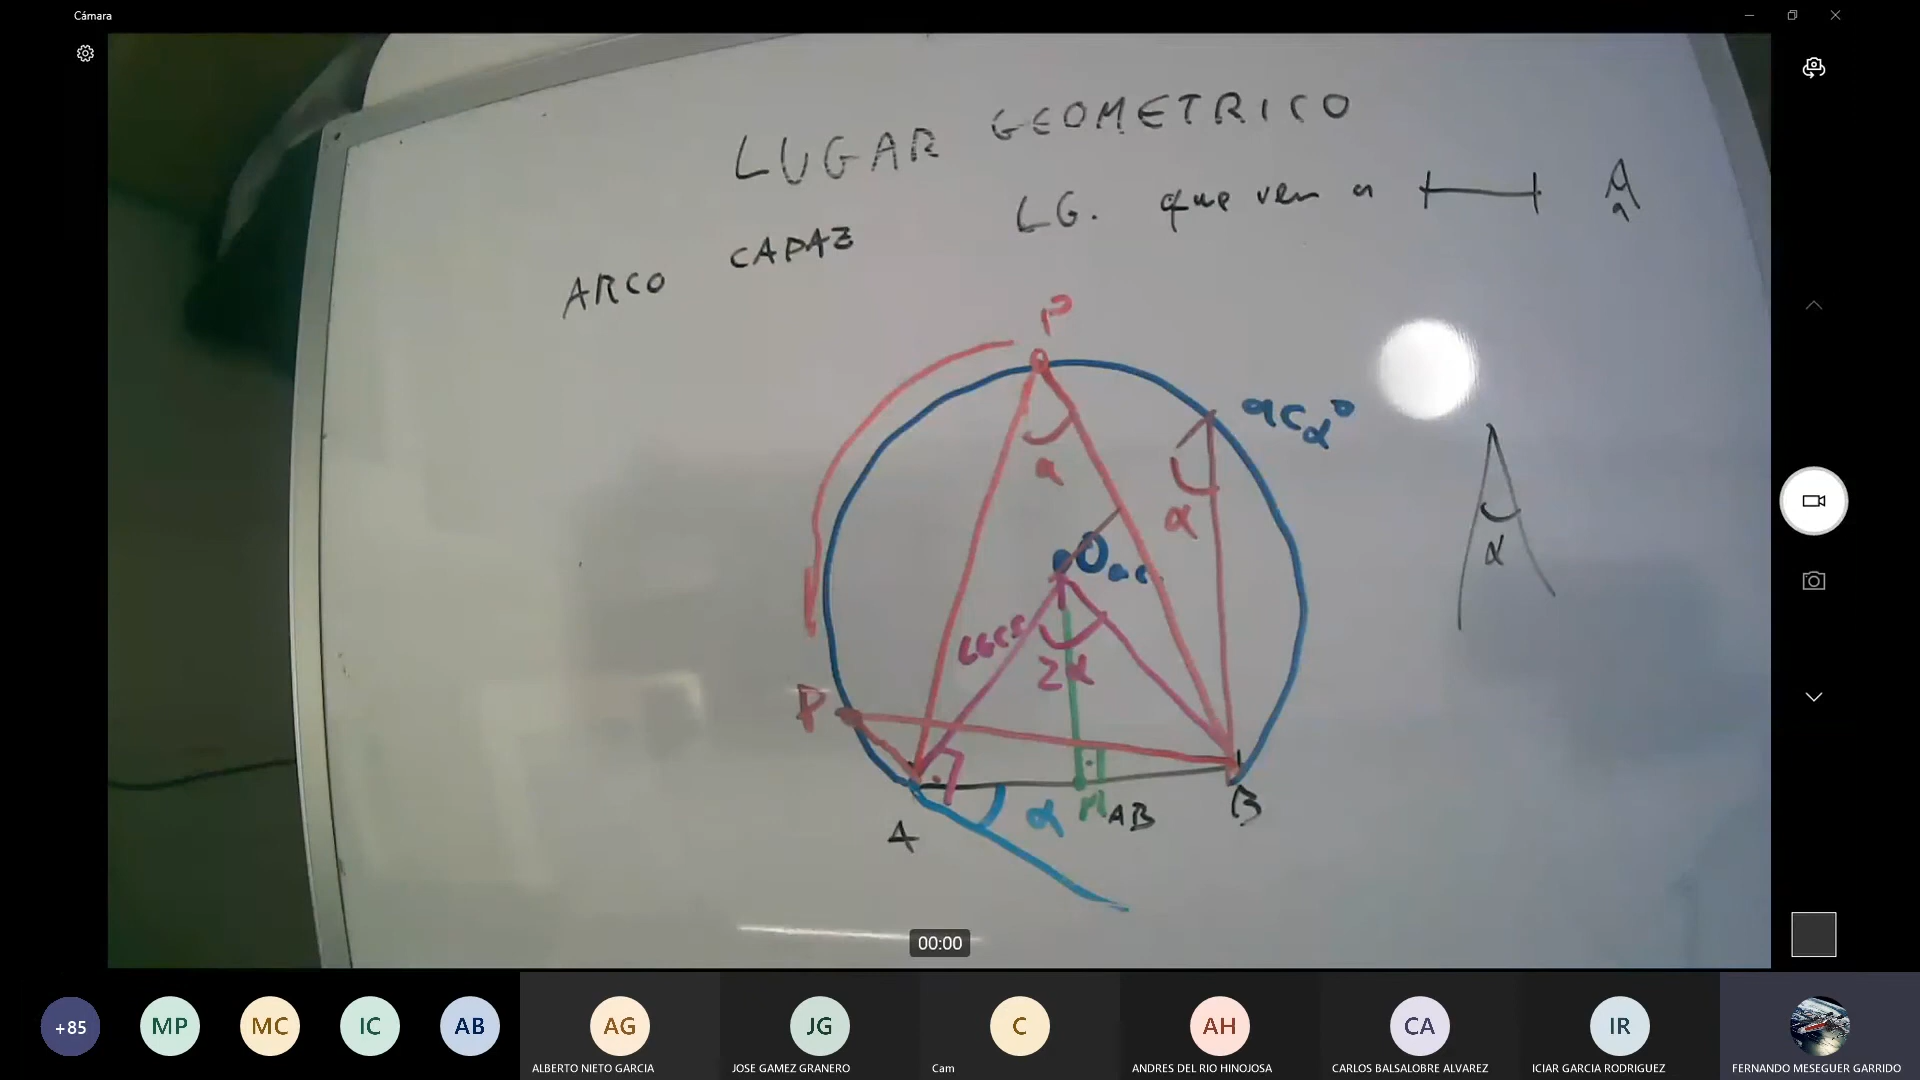 Cámara
LUGAR GEOMETRICO
LG. que ven a
ARCO CAPAZ
P
α
α
α
2α
P
A
α
M AB
B
00:00
+85
MP
MC
IC
AB
AG
JG
C
AH
CA
IR
ALBERTO NIETO GARCIA
JOSE GAMEZ GRANERO
Cam
ANDRES DEL RIO HINOJOSA
CARLOS BALSALOBRE ALVAREZ
ICIAR GARCIA RODRIGUEZ
FERNANDO MESEGUER GARRIDO